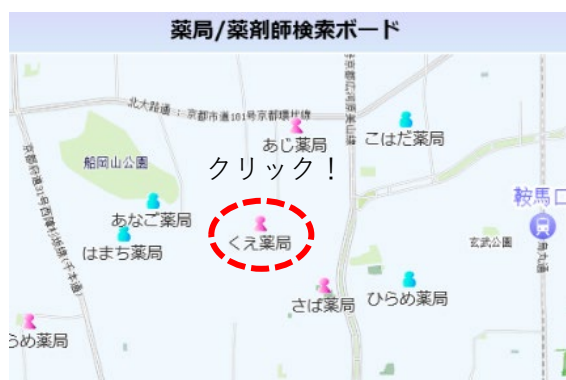 薬局/薬剤師検索ボード
北大路通：京都市道181号京都環状線
あじ薬局
こはだ薬局
船岡山公園
クリック！
鞍馬口
あなご薬局
くえ薬局
はまち薬局
玄武公園
烏丸通
さば薬局
ひらめ薬局
らめ薬局